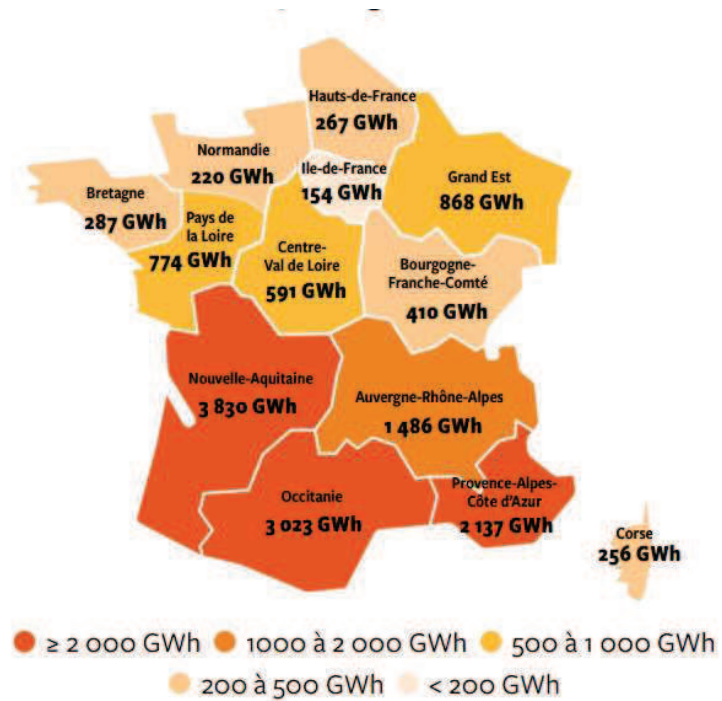 Hauts-de-France
267 GWh
Normandie
220 GWh
Ile-de-France
154 GWh
Grand Est
868 GWh
Bretagne
287 GWh
Pays de
la Loire
774 GWh
Centre-
Val de Loire
591 GWh
Bourgogne-
Franche-Comté
410 GWh
Nouvelle-Aquitaine
3 830 GWh
Auvergne-Rhône-Alpes
1 486 GWh
Occitanie
3 023 GWh
Provence-Alpes-
Côte d'Azur
2 137 GWh
Corse
256 GWh
≥ 2 000 GWh 1000 à 2 000 GWh 500 à 1 000 GWh
200 à 500 GWh < 200 GWh